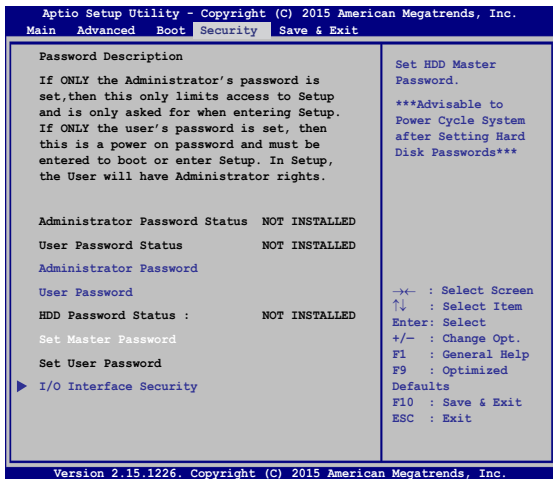 Aptio Setup Utility - Copyright (C) 2015 American Megatrends, Inc.
Main Advanced Boot Security Save & Exit
Password Description
If ONLY the Administrator's password is
set,then this only limits access to Setup
and is only asked for when entering Setup.
If ONLY the user's password is set, then
this is a power on password and must be
entered to boot or enter Setup. In Setup,
the User will have Administrator rights.
Administrator Password Status NOT INSTALLED
User Password Status NOT INSTALLED
Administrator Password
User Password
HDD Password Status : NOT INSTALLED
Set Master Password
Set User Password
I/O Interface Security
Set HDD Master
Password.
***Advisable to
Power Cycle System
after Setting Hard
Disk Passwords***
→← : Select Screen
↑↓ : Select Item
Enter: Select
+/— : Change Opt.
F1 : General Help
F9 : Optimized
Defaults
F10 : Save & Exit
ESC : Exit
Version 2.15.1226. Copyright (C) 2015 American Megatrends, Inc.